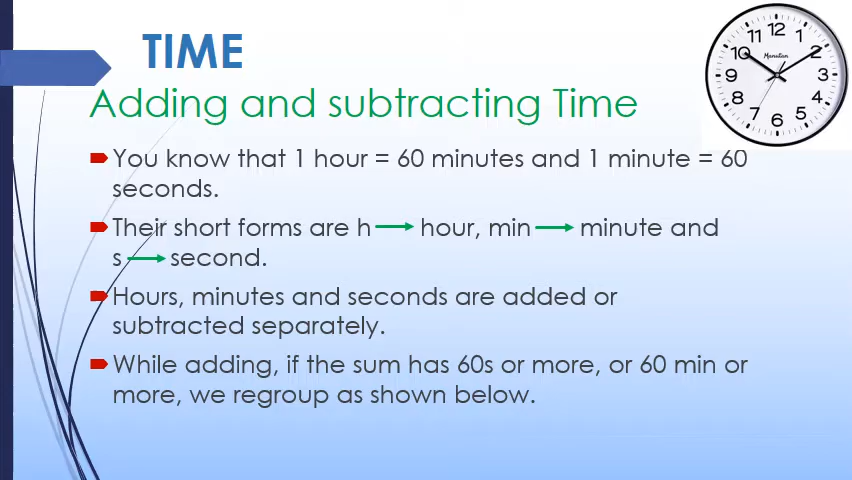 TIME
Adding and subtracting Time
You know that 1 hour = 60 minutes and 1 minute = 60
seconds.
Their short forms are h → hour, min → minute and
s → second.
Hours, minutes and seconds are added or
subtracted separately.
While adding, if the sum has 60s or more, or 60 min or
more, we regroup as shown below.
12
11 1
10 2
Manutan
9 3
8 4
7 5
6